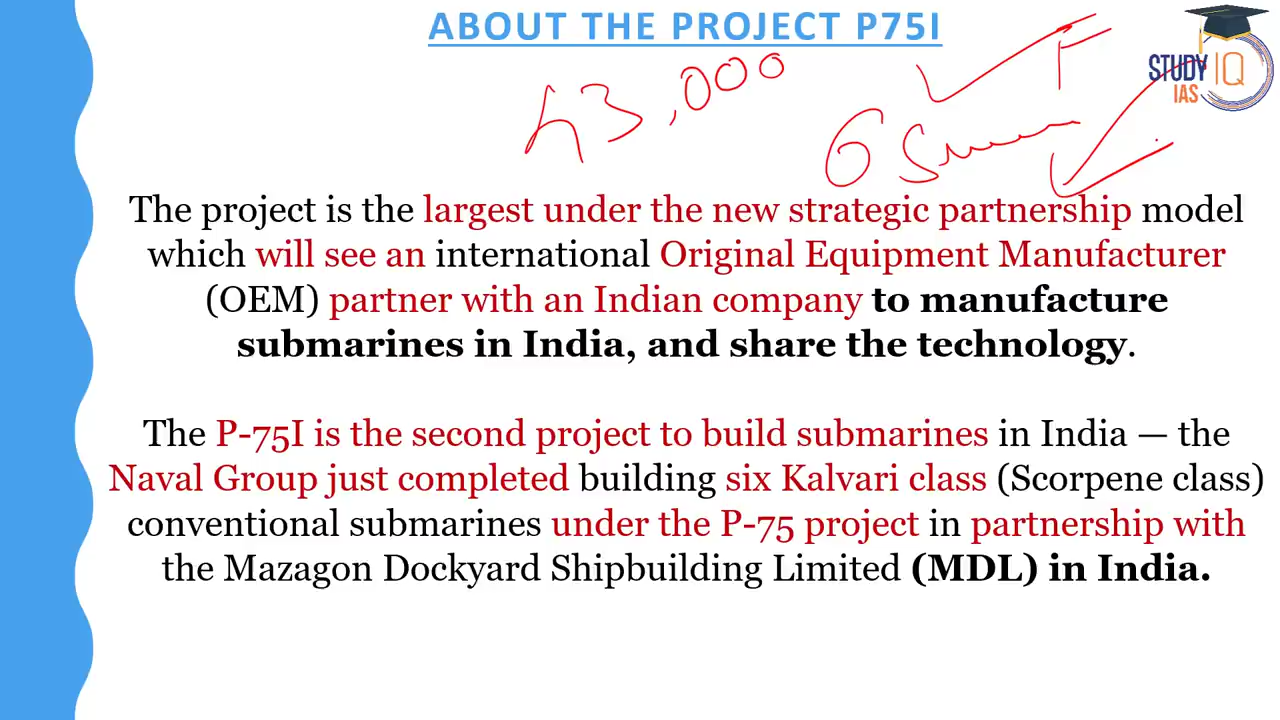 ABOUT THE PROJECT P75I
STUDY IQ
IAS
43,000
The project is the largest under the new strategic partnership model
which will see an international Original Equipment Manufacturer
(OEM) partner with an Indian company to manufacture
submarines in India, and share the technology.
The P-75I is the second project to build submarines in India — the
Naval Group just completed building six Kalvari class (Scorpene class)
conventional submarines under the P-75 project in partnership with
the Mazagon Dockyard Shipbuilding Limited (MDL) in India.